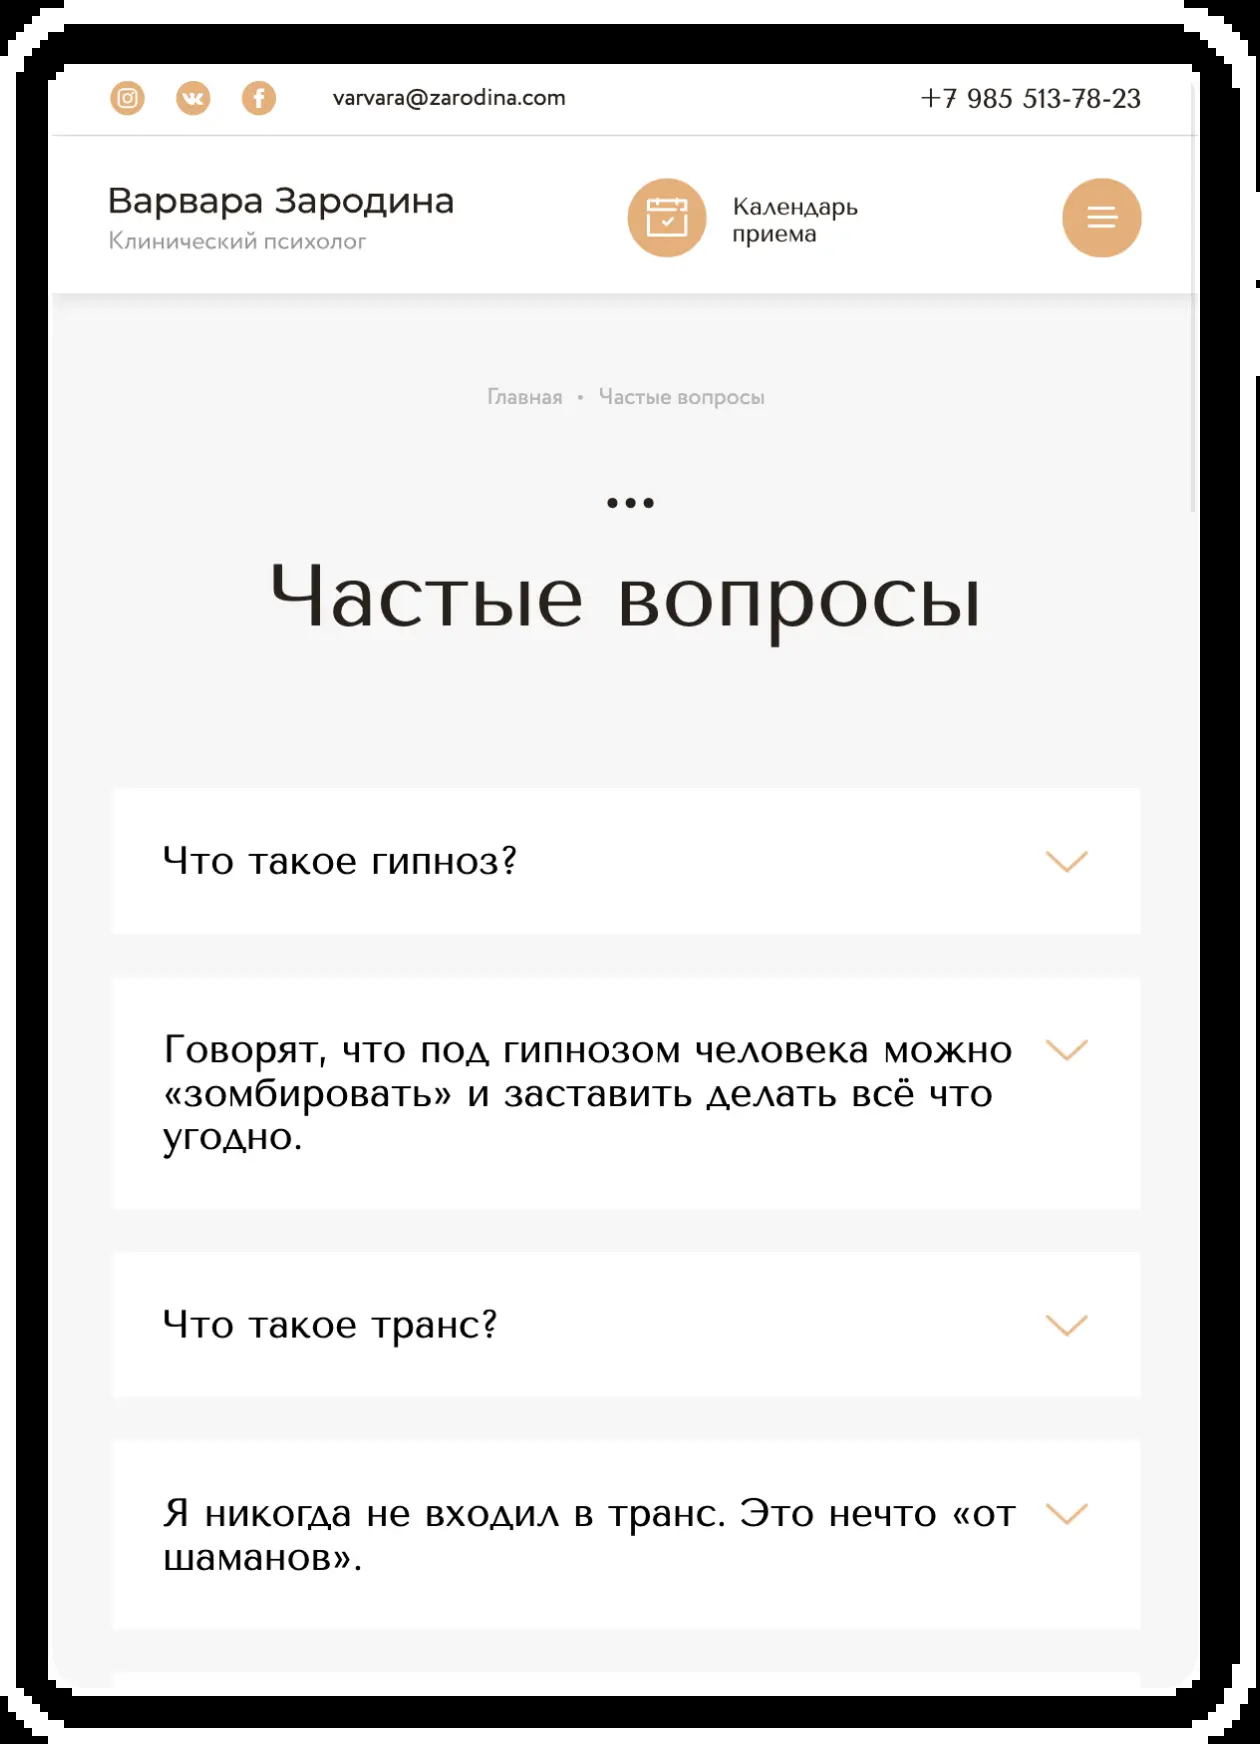 varvara@zarodina.com
+7 985 513-78-23
Варвара Зародина
Клинический психолог
Календарь
приема
Главная • Частые вопросы
...
Частые вопросы
Что такое гипноз?
Говорят, что под гипнозом человека можно
«зомбировать» и заставить делать всё что
угодно.
Что такое транс?
Я никогда не входил в транс. Это нечто «от
шаманов».